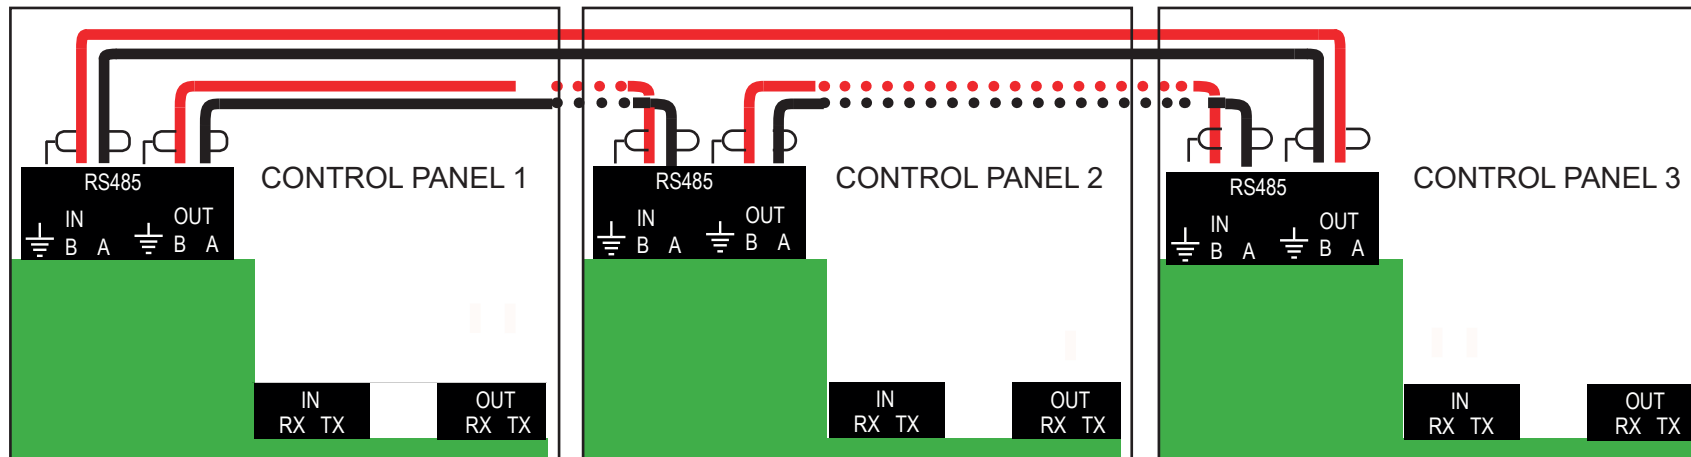 CONTROL PANEL 1
RS485
IN OUT
B A B A
IN OUT
RX TX RX TX
CONTROL PANEL 2
RS485
IN OUT
B A B A
IN OUT
RX TX RX TX
CONTROL PANEL 3
RS485
IN OUT
B A B A
IN OUT
RX TX RX TX